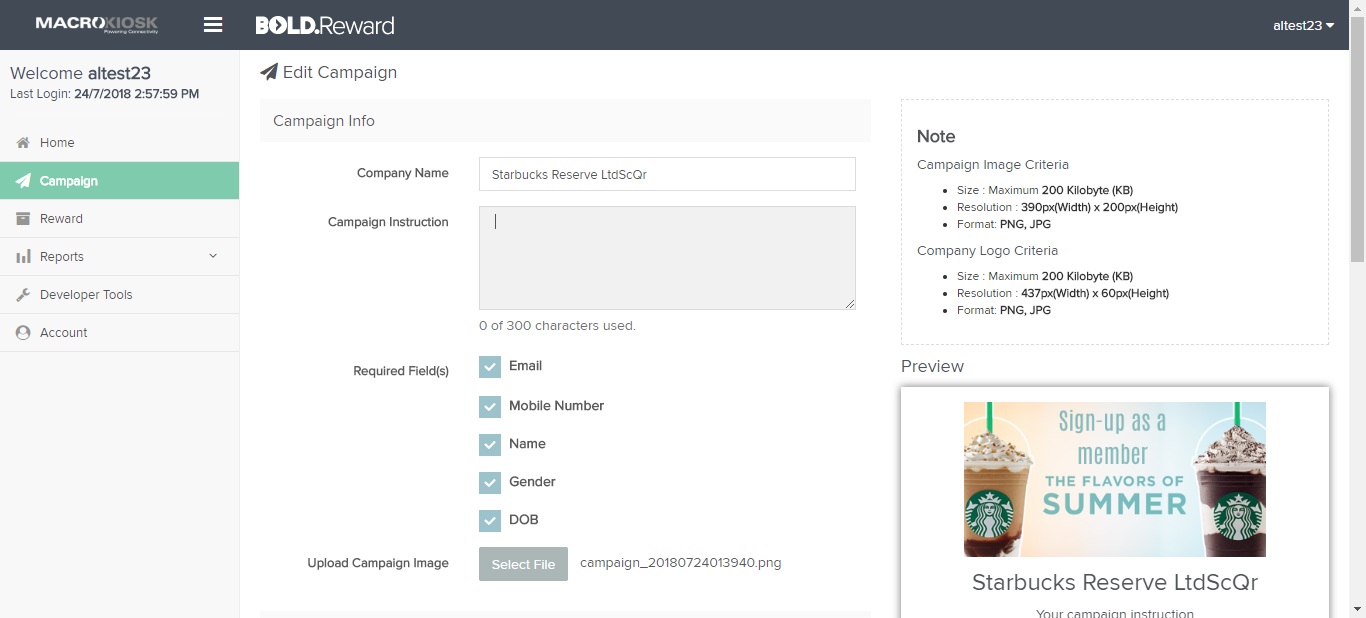 MACROKIOSK
Powering Connectivity
BOLD.Reward
altest23
Welcome altest23
Last Login: 24/7/2018 2:57:59 PM
Home
Campaign
Reward
Reports
Developer Tools
Account
Edit Campaign
Campaign Info
Company Name
Starbucks Reserve LtdScQr
Campaign Instruction
0 of 300 characters used.
Required Field(s)
Email
Mobile Number
Name
Gender
DOB
Upload Campaign Image
Select File
campaign_20180724013940.png
Note
Campaign Image Criteria
Size : Maximum 200 Kilobyte (KB)
Resolution : 390px(Width) x 200px(Height)
Format: PNG, JPG
Company Logo Criteria
Size : Maximum 200 Kilobyte (KB)
Resolution : 437px(Width) x 60px(Height)
Format: PNG, JPG
Preview
Sign-up as a
member
THE FLAVORS OF
SUMMER
Starbucks Reserve LtdScQr
Your campaign instruction